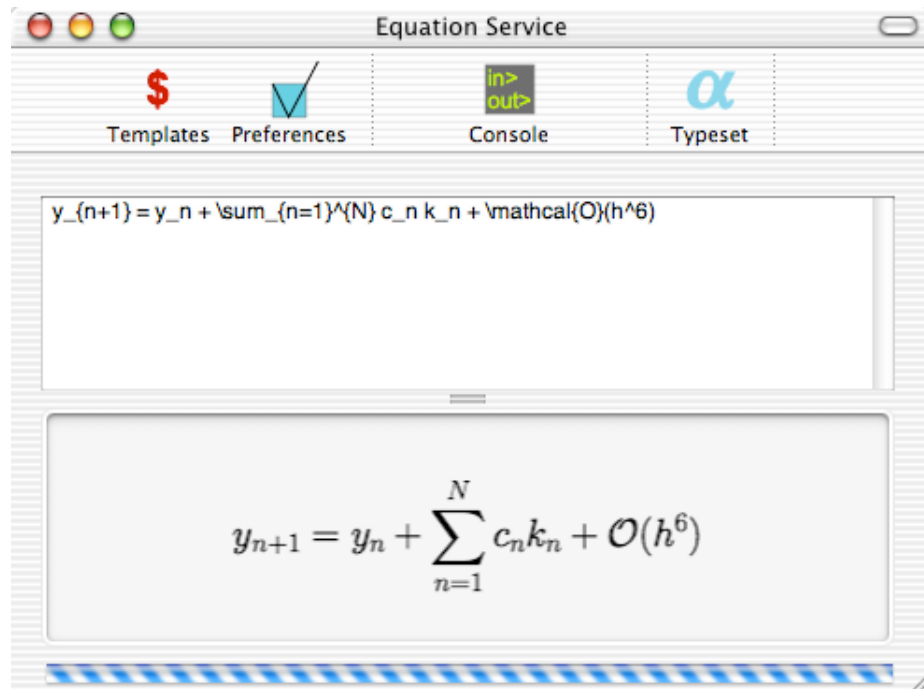 Equation Service
$
in>
out>
α
Templates Preferences Console Typeset
y_{n+1} = y_n + \sum_{n=1}^{N} c_n k_n + \mathcal{O}(h^6)
N
y_{n+1} = y_n + ∑ c_n k_n + 𝒪(h^6)
n=1